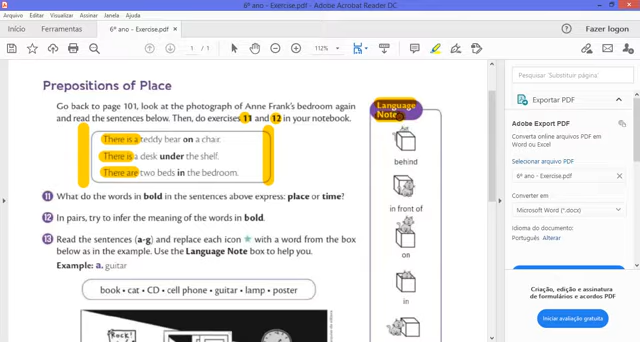 6º ano - Exercise.pdf - Adobe Acrobat Reader DC
Arquivo Editar Visualizar Assinar Janela Ajuda
Início Ferramentas 6º ano - Exercise.pdf × Fazer logon
1 / 1 112%
Prepositions of Place
Go back to page 101, look at the photograph of Anne Frank's bedroom again
and read the sentences below. Then, do exercises 11 and 12 in your notebook.
There is a teddy bear on a chair.
There is a desk under the shelf.
There are two beds in the bedroom.
11 What do the words in bold in the sentences above express: place or time?
12 In pairs, try to infer the meaning of the words in bold.
13 Read the sentences (a-g) and replace each icon ★ with a word from the box
below as in the example. Use the Language Note box to help you.
Example: a. guitar
book • cat • CD • cell phone • guitar • lamp • poster
ROCK!
Language
Note
behind
in front of
on
in
Pesquisar 'Substituir página'
Exportar PDF
Adobe Export PDF
Converta online arquivos PDF em
Word ou Excel
Selecionar arquivo PDF
6º ano - Exercise.pdf ×
Converter em
Microsoft Word (*.docx)
Idioma do documento:
Português Alterar
Criação, edição e assinatura
de formulários e acordos PDF
Iniciar avaliação gratuita